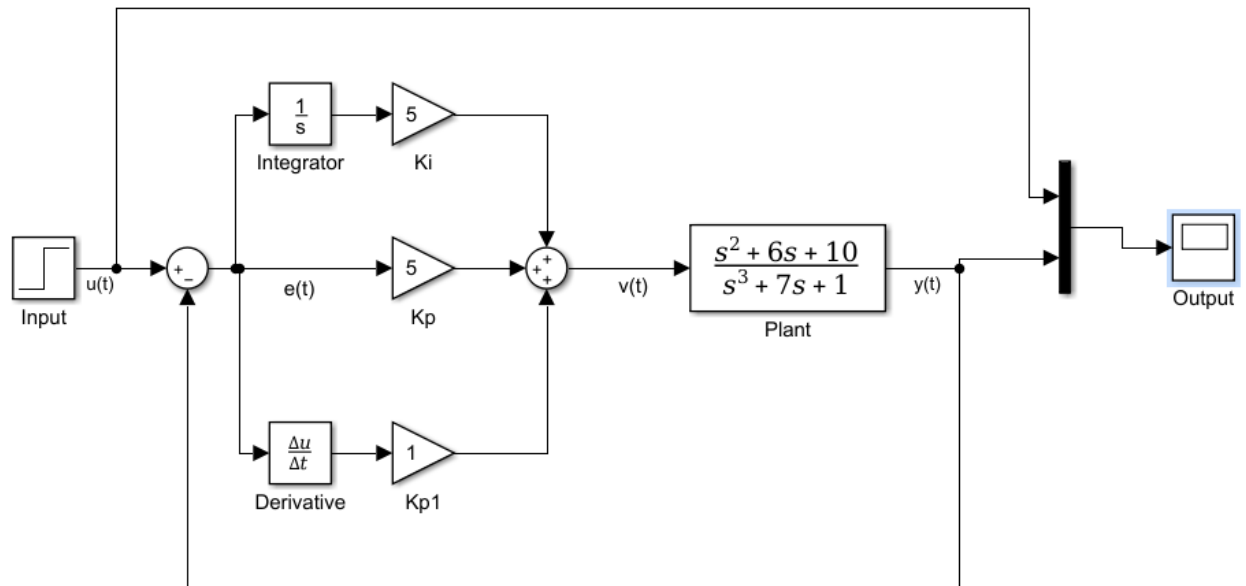 1
s
Integrator
5
Ki
u(t)
Input
+
−
e(t)
5
Kp
+
+
+
v(t)
s² + 6s + 10
s³ + 7s + 1
Plant
y(t)
Output
Δu
Δt
Derivative
1
Kp1